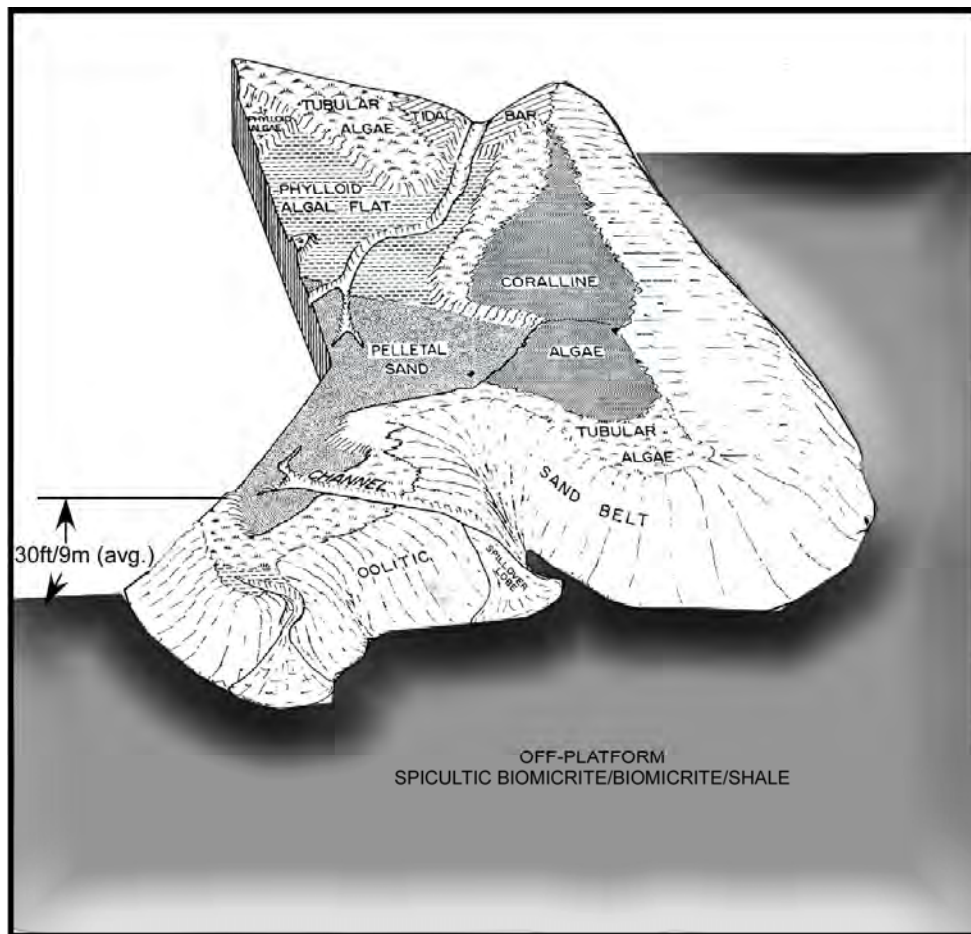 TUBULAR
ALGAE
TIDAL
BAR
PHYLLOID
ALGAE
PHYLLOID
ALGAL FLAT
CORALLINE
ALGAE
PELLETAL
SAND
TUBULAR
ALGAE
CHANNEL
SAND BELT
30ft/9m (avg.)
OOLITIC
SPILLOVER
LOBE
OFF-PLATFORM
SPICULTIC BIOMICRITE/BIOMICRITE/SHALE